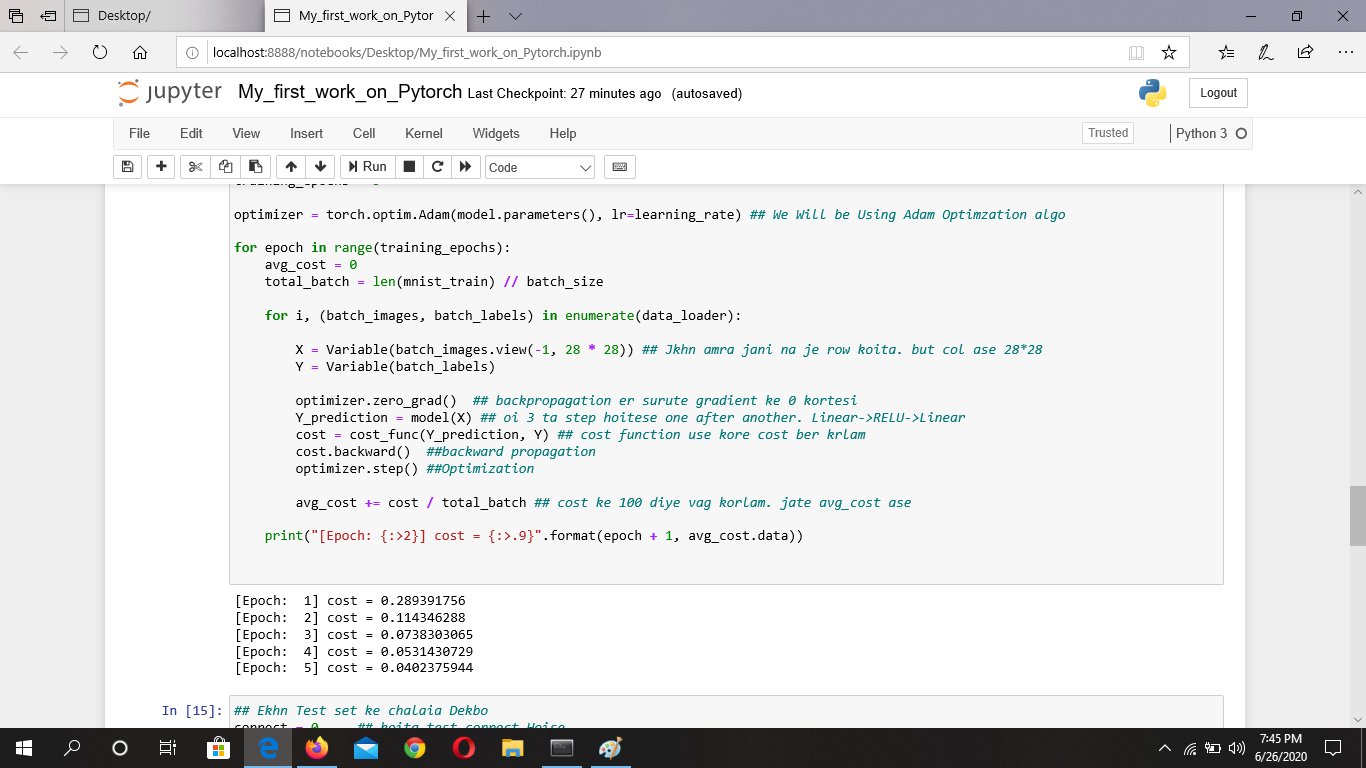 Desktop/
My_first_work_on_Pytor
localhost:8888/notebooks/Desktop/My_first_work_on_Pytorch.ipynb
jupyter My_first_work_on_Pytorch Last Checkpoint: 27 minutes ago (autosaved)
Logout
File Edit View Insert Cell Kernel Widgets Help
Trusted
Python 3
Run
Code
optimizer = torch.optim.Adam(model.parameters(), lr=learning_rate) ## We Will be Using Adam Optimzation algo
for epoch in range(training_epochs):
    avg_cost = 0
    total_batch = len(mnist_train) // batch_size
    for i, (batch_images, batch_labels) in enumerate(data_loader):
        X = Variable(batch_images.view(-1, 28 * 28)) ## Jkhn amra jani na je row koita. but col ase 28*28
        Y = Variable(batch_labels)
        optimizer.zero_grad()  ## backpropagation er surute gradient ke 0 kortesi
        Y_prediction = model(X) ## oi 3 ta step hoitese one after another. Linear->RELU->Linear
        cost = cost_func(Y_prediction, Y) ## cost function use kore cost ber krlam
        cost.backward()  ##backward propagation
        optimizer.step() ##Optimization
        avg_cost += cost / total_batch ## cost ke 100 diye vag korlam. jate avg_cost ase
    print("[Epoch: {:>2}] cost = {:>.9}".format(epoch + 1, avg_cost.data))
[Epoch:  1] cost = 0.289391756
[Epoch:  2] cost = 0.114346288
[Epoch:  3] cost = 0.0738303065
[Epoch:  4] cost = 0.0531430729
[Epoch:  5] cost = 0.0402375944
In [15]: ## Ekhn Test set ke chalaia Dekbo
7:45 PM
6/26/2020